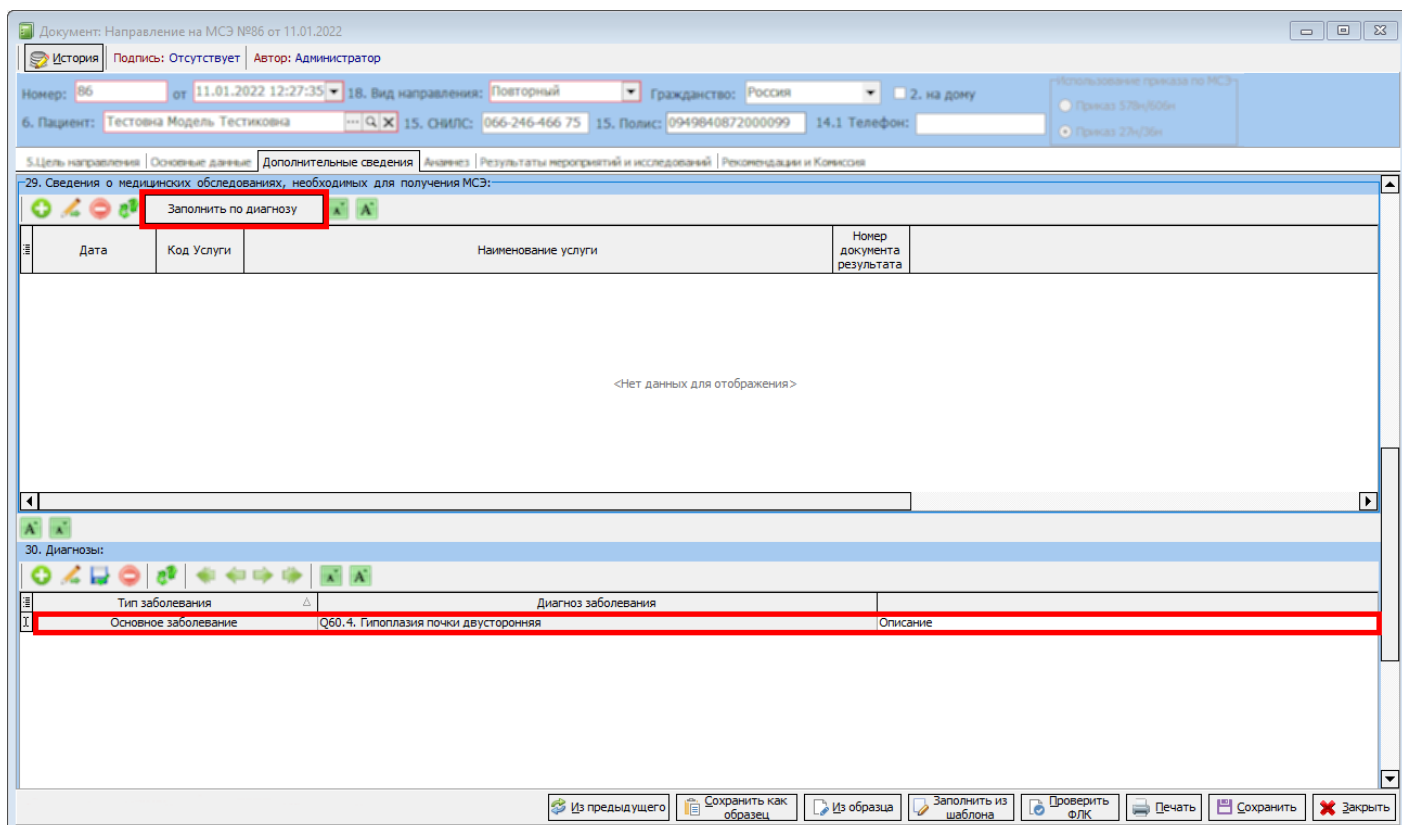 Документ: Направление на МСЭ №86 от 11.01.2022
История Подпись: Отсутствует Автор: Администратор
Номер: 86 от 11.01.2022 12:27:35 18. Вид направления: Повторный Гражданство: Россия 2. на дому
Использование приказа по МСЭ
Приказ 578н/606н
6. Пациент: Тестовна Модель Тестиковна 15. СНИЛС: 066-246-466 75 15. Полис: 0949840872000099 14.1 Телефон:
Приказ 27н/36н
5.Цель направления Основные данные Дополнительные сведения Анамнез Результаты мероприятий и исследований Рекомендации и Комиссия
29. Сведения о медицинских обследованиях, необходимых для получения МСЭ:
Заполнить по диагнозу
Дата Код Услуги Наименование услуги Номер документа результата
<Нет данных для отображения>
30. Диагнозы:
Тип заболевания Диагноз заболевания
Основное заболевание Q60.4. Гипоплазия почки двусторонняя Описание
Из предыдущего Сохранить как образец Из образца Заполнить из шаблона Проверить ФЛК Печать Сохранить Закрыть